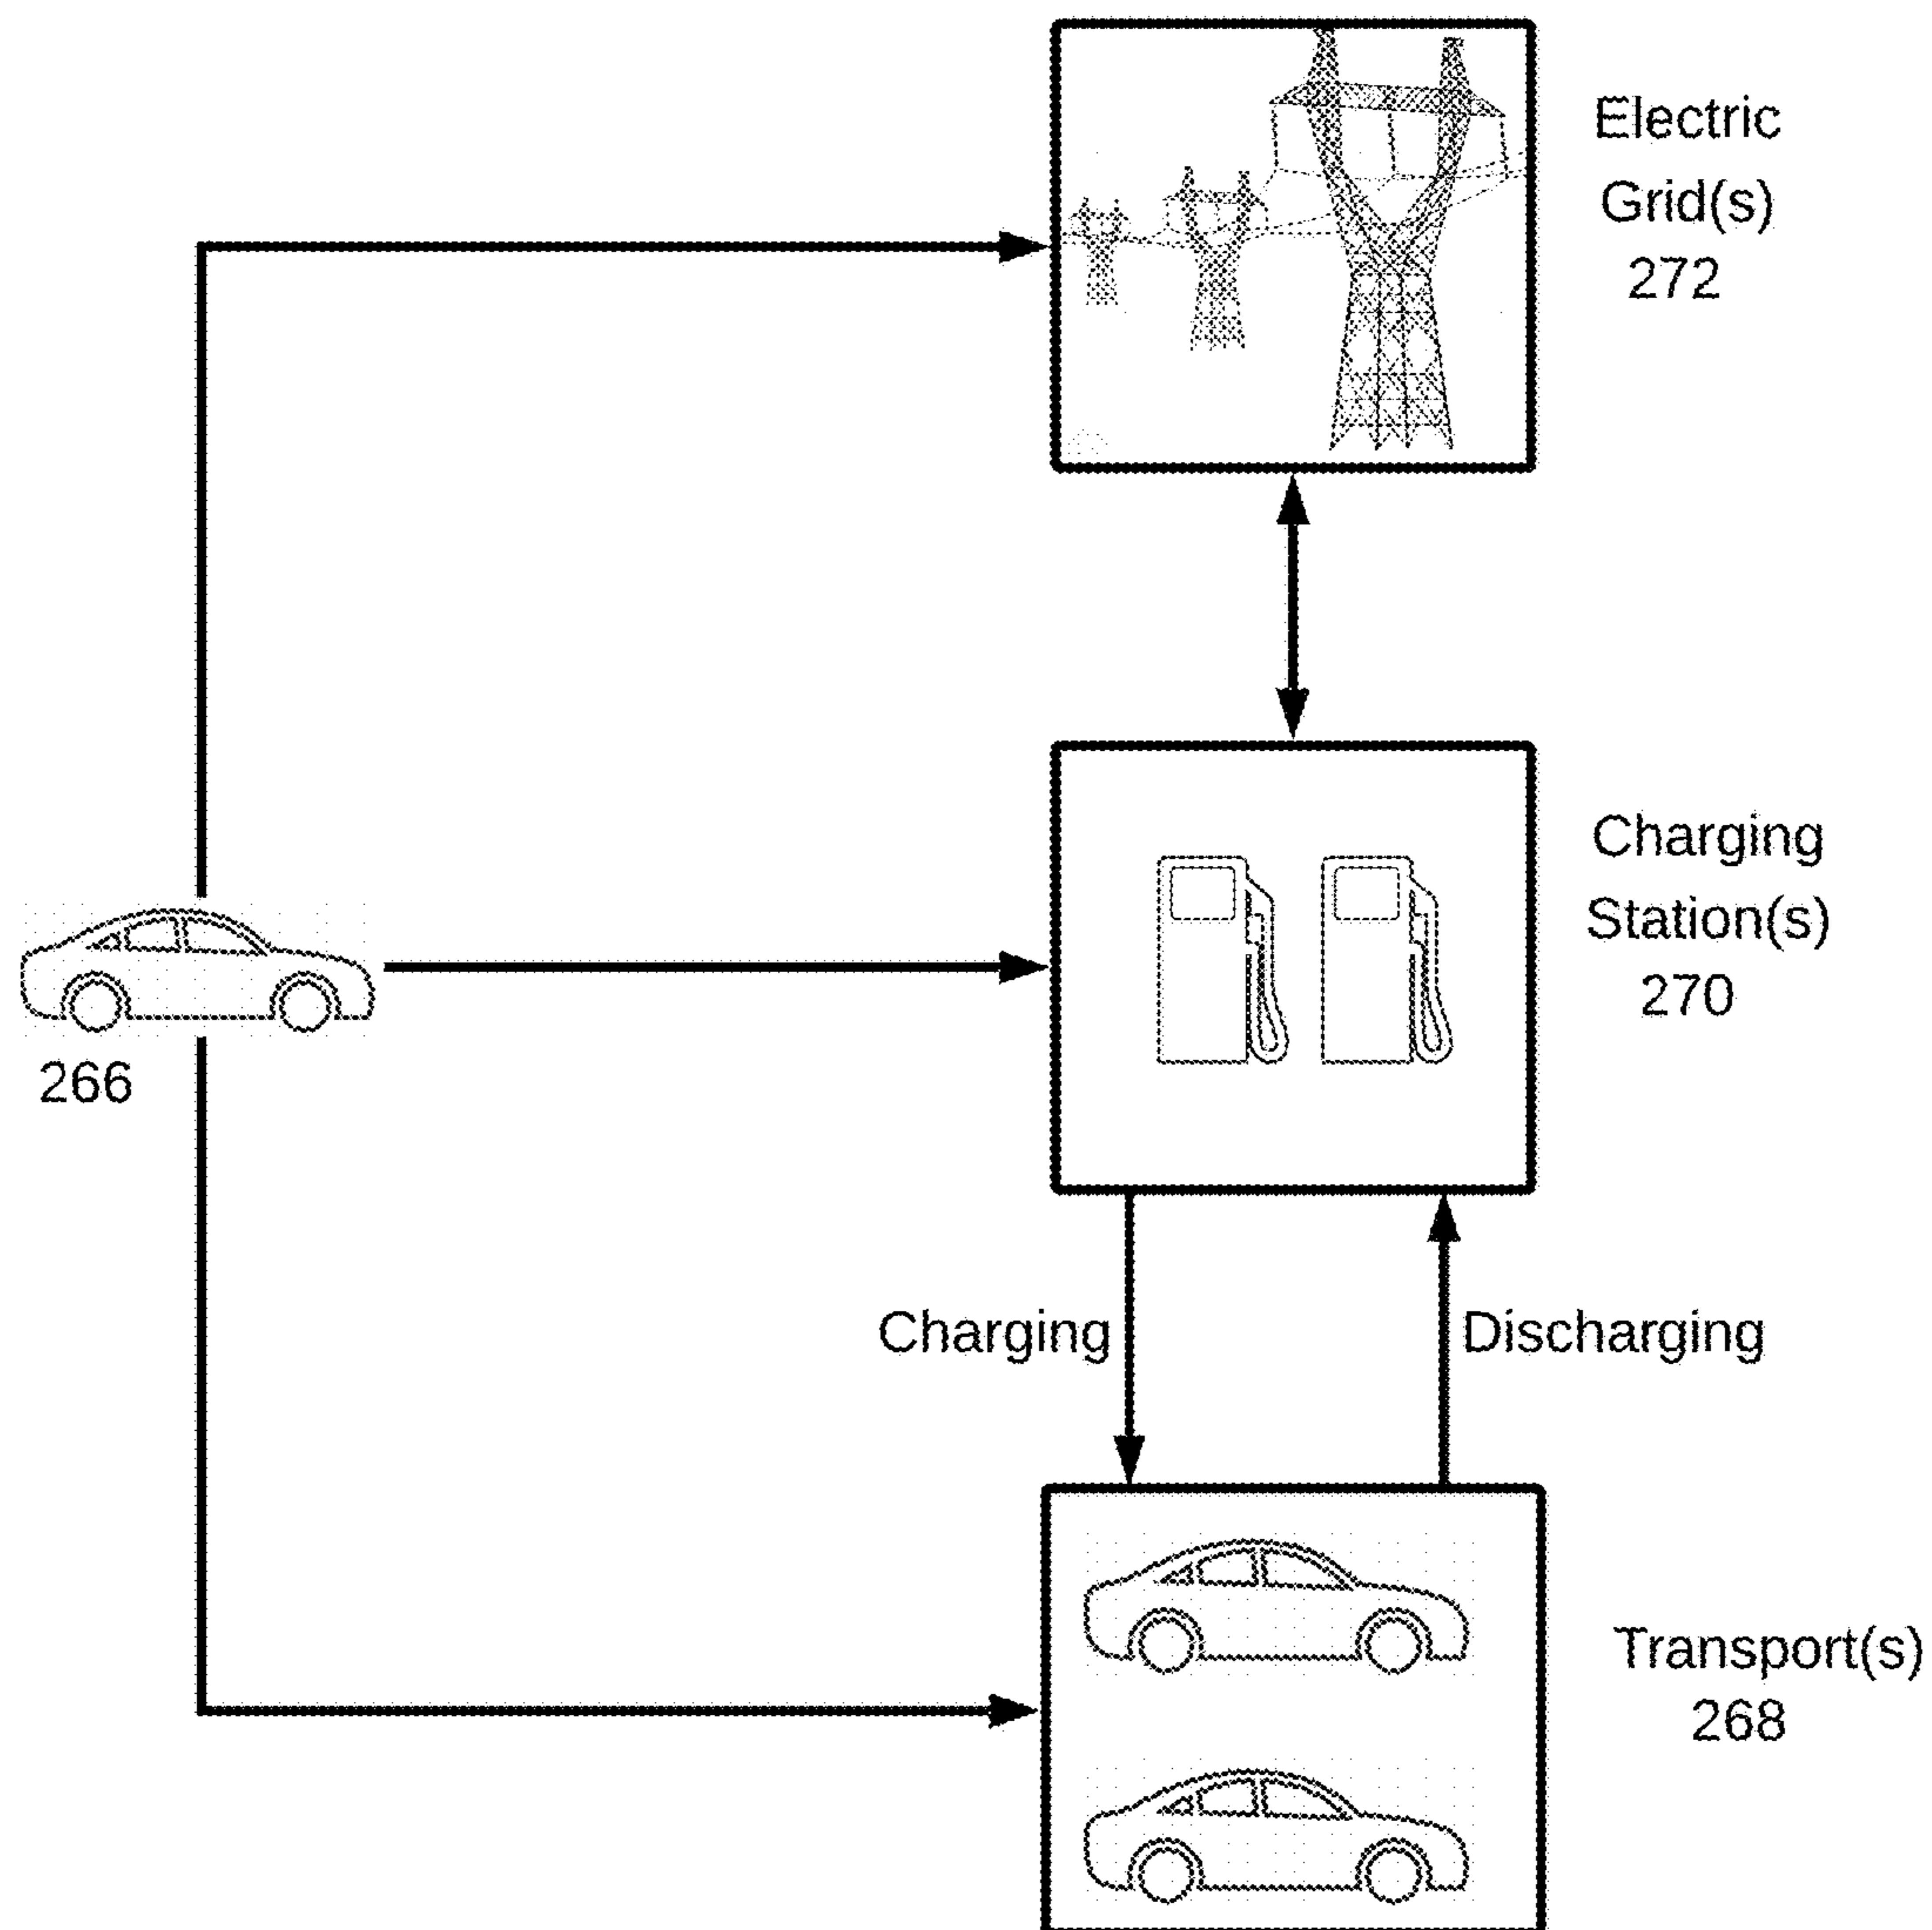 Electric
Grid(s)
272
Charging
Station(s)
270
266
Charging
Discharging
Transport(s)
268